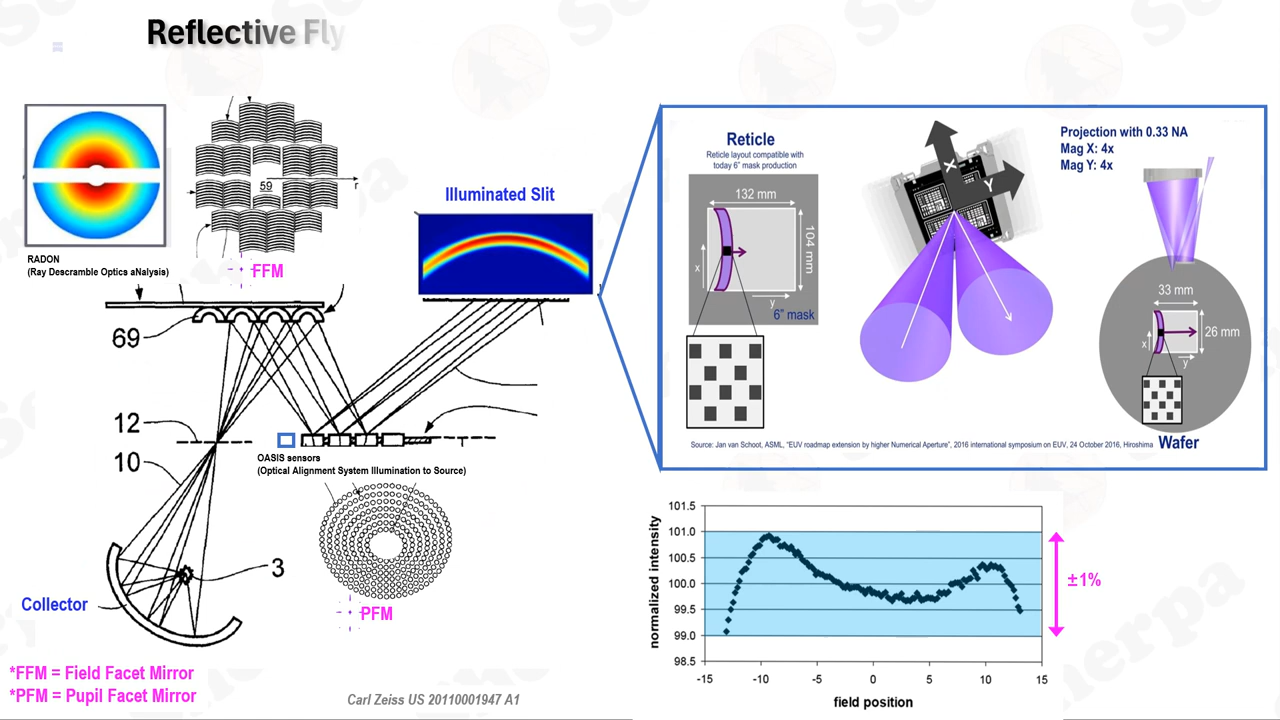 Reflective Fly
59
r
FFM
RADON
(Ray Descramble Optics aNalysis)
Illuminated Slit
69
12
10
OASIS sensors
(Optical Alignment System Illumination to Source)
3
Collector
PFM
*FFM = Field Facet Mirror
*PFM = Pupil Facet Mirror
Carl Zeiss US 20110001947 A1
Reticle
Reticle layout compatible with
today 6" mask production
132 mm
104 mm
x
y
6" mask
X
Y
Projection with 0.33 NA
Mag X: 4x
Mag Y: 4x
33 mm
26 mm
x
y
Source: Jan van Schoot, ASML, "EUV roadmap extension by higher Numerical Aperture", 2016 international symposium on EUV, 24 October 2016, Hiroshima
Wafer
normalized intensity
101.5
101.0
100.5
100.0
99.5
99.0
98.5
-15
-10
-5
0
5
10
15
field position
±1%